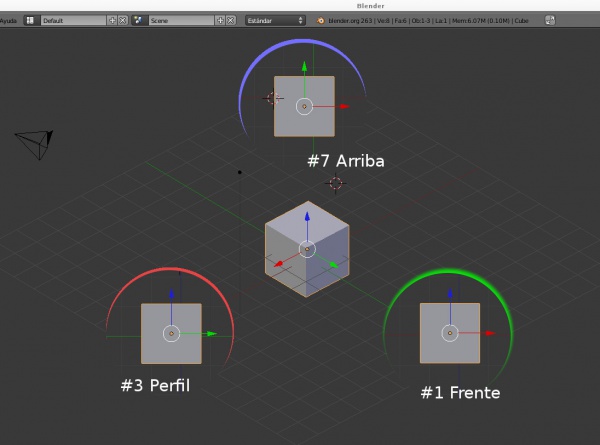 Blender
Ayuda Default Scene Estándar blender.org 263 | Ve:8 | Fa:6 | Ob:1-3 | La:1 | Mem:6.07M (0.10M) | Cube
#7 Arriba
#3 Perfil
#1 Frente